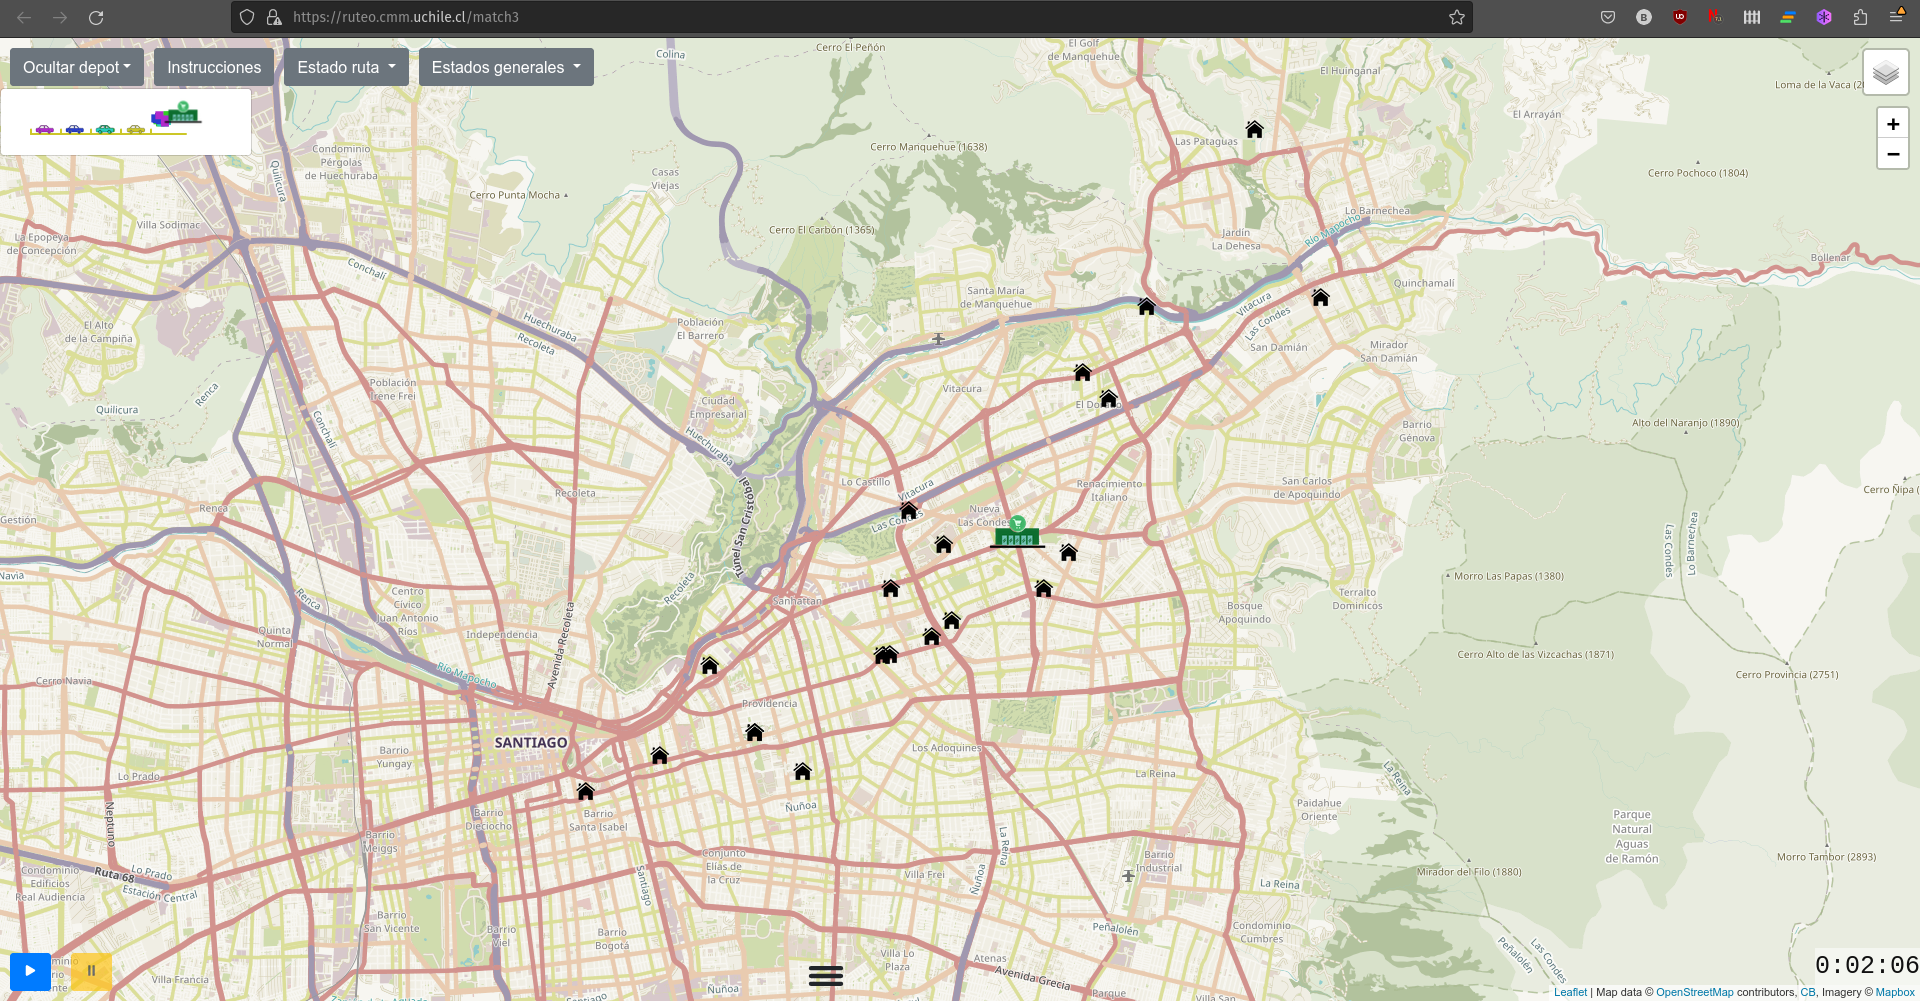 https://ruteo.cmm.uchile.cl/match3
Ocultar depot
Instrucciones
Estado ruta
Estados generales
Colina
Cerro El Peñón
El Golf
de Manquehue
El Huinganal
Loma de la Vaca (2
El Arrayán
Condominio
Pérgolas
de Huechuraba
Quilicura
Casas
Viejas
Cerro Manquehue (1638)
Las Pataguas
Cerro Pochoco (1804)
Cerro Punta Mocha
Villa Sodimac
La Epopeya
de Concepción
Cerro El Carbón (1365)
Lo Barnechea
Río Mapocho
Jardín
La Dehesa
Bollenar
Conchalí
Santa María
de Manquehue
Quinchamalí
Vitacura
Las Condes
El Alto
de la Campiña
Huechuraba
Recoleta
Población
El Barrero
San Damián
Mirador
San Damián
Renca
Quilicura
Población
Irene Frei
Vitacura
Ciudad
Empresarial
El Do
Conchalí
Huechuraba
Barrio
Génova
Alto del Naranjo (1890)
Lo Castillo
Vitacura
Renacimiento
Italiano
San Carlos
de Apoquindo
Cerro Ñipa (
Recoleta
Renca
Gestión
Túnel San Cristóbal
Las Condes
Nueva
Las Condes
Las Condes
Lo Barnechea
Navia
Recoleta
Renca
Centro
Cívico
Juan Antonio
Ríos
Sanhattan
Morro Las Papas (1380)
Terralto
Dominicos
Bosque
Apoquindo
Quinta
Normal
Independencia
Avenida Recoleta
Cerro Alto de las Vizcachas (1871)
Río Mapocho
Cerro Navia
Cerro Provincia (2751)
Providencia
SANTIAGO
Barrio
Yungay
Los Adoquines
La Reina
Lo Prado
La Reina
Neptuno
Barrio
Dieciocho
Barrio
Santa Isabel
Ñuñoa
Paidahue
Oriente
Parque
Natural
Aguas
de Ramón
Barrio
Meiggs
La Reina
Conjunto
Elías de
la Cruz
Barrio
Industrial
Morro Tambor (2893)
Condominio
Edificios
Real Audiencia
Lo Prado
Ruta 68
Estación Central
Santiago
Villa Frei
Ñuñoa
La Reina
Mirador del Filo (1880)
Barrio
San Vicente
Barrio
Viel
Barrio
Bogotá
Peñalolén
Condominio
Cumbres
Peñalolén
Las Condes
Villa Lo
Plaza
Atenas
Avenida Grecia
Villa Francia
Ñuñoa
Santiago
Parque
Villa San
0:02:06
Leaflet | Map data © OpenStreetMap contributors, CB, Imagery © Mapbox